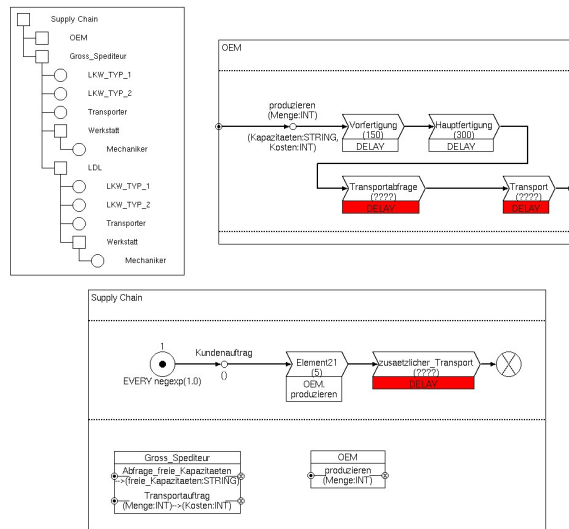 Supply Chain
OEM
Gross_Spediteur
LKW_TYP_1
LKW_TYP_2
Transporter
Werkstatt
Mechaniker
LDL
LKW_TYP_1
LKW_TYP_2
Transporter
Werkstatt
Mechaniker
OEM
produzieren
(Menge:INT)
(Kapazitaeten:STRING,
Kosten:INT)
Vorfertigung
(150)
DELAY
Hauptfertigung
(300)
DELAY
Transportabfrage
(????)
DELAY
Transport
(????)
DELAY
Supply Chain
1
EVERY negexp(1.0)
Kundenauftrag
()
Element21
(5)
OEM.
produzieren
zusaetzlicher_Transport
(????)
DELAY
Gross_Spediteur
Abfrage_freie_Kapazitaeten
-->(freie_Kapazitaeten:STRING)
Transportauftrag
(Menge:INT)-->(Kosten:INT)
OEM
produzieren
(Menge:INT)